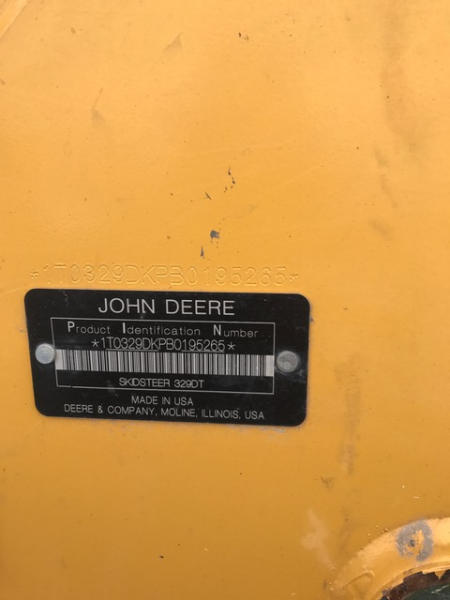 *1T0329DKPB0195265*
JOHN DEERE
Product Identification Number
*1T0329DKPB0195265*
SKIDSTEER 329DT
MADE IN USA
DEERE & COMPANY, MOLINE, ILLINOIS, USA